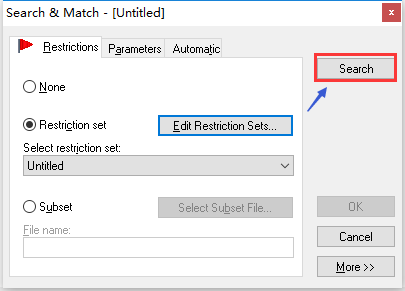 Search & Match - [Untitled]
Restrictions
Parameters
Automatic
Search
None
Restriction set
Edit Restriction Sets...
Select restriction set:
Untitled
Subset
Select Subset File...
OK
File name:
Cancel
More >>